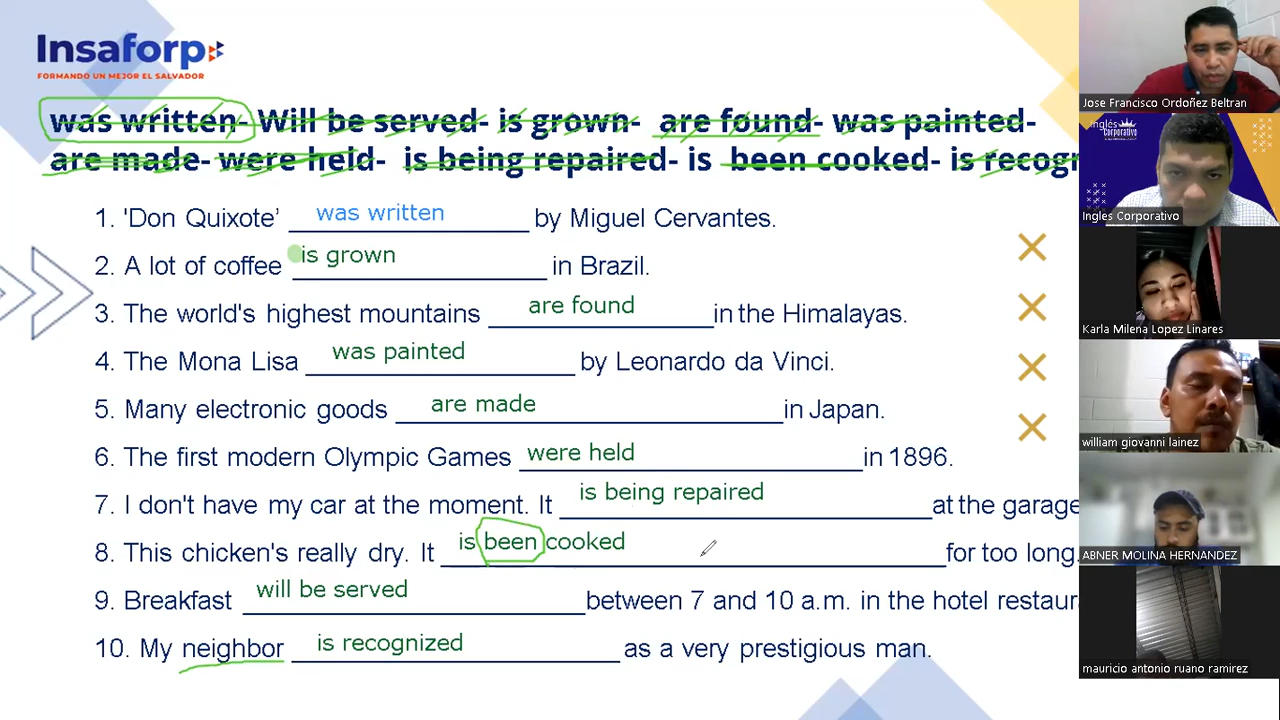 Insaforp
FORMANDO UN MEJOR EL SALVADOR
was written- Will be served- is grown- are found- was painted-
are made- were held- is being repaired- is been cooked- is recogn
1. 'Don Quixote’ was written by Miguel Cervantes.
2. A lot of coffee is grown in Brazil.
3. The world's highest mountains are found in the Himalayas.
4. The Mona Lisa was painted by Leonardo da Vinci.
5. Many electronic goods are made in Japan.
6. The first modern Olympic Games were held in 1896.
7. I don't have my car at the moment. It is being repaired at the garage
8. This chicken's really dry. It is been cooked for too long.
9. Breakfast will be served between 7 and 10 a.m. in the hotel restaur
10. My neighbor is recognized as a very prestigious man.
Jose Francisco Ordoñez Beltran
Inglés
Corporativo
Ingles Corporativo
Karla Milena Lopez Linares
william giovanni lainez
ABNER MOLINA HERNANDEZ
mauricio antonio ruano ramirez